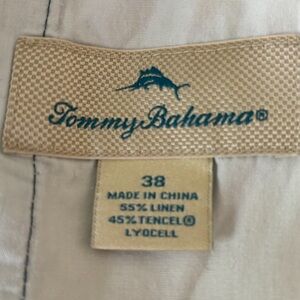 Tommy Bahama®
38
MADE IN CHINA
55% LINEN
45% TENCEL®
LYOCELL